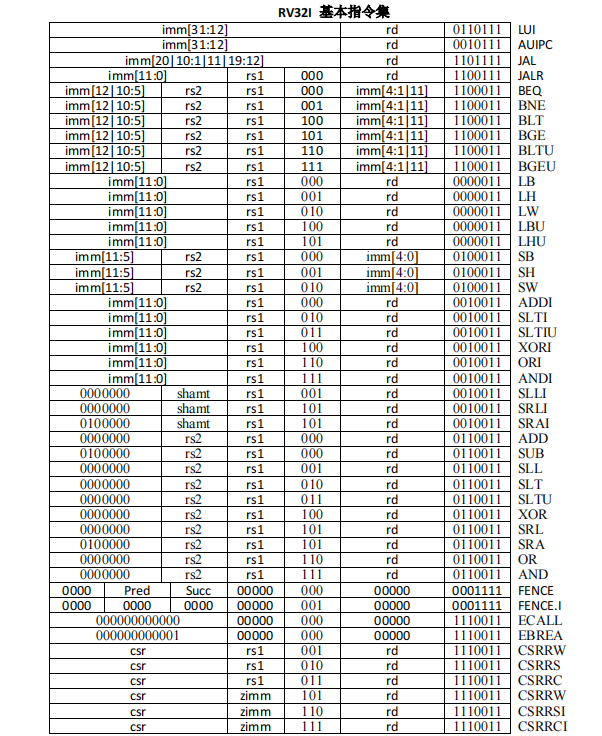 RV32I 基本指令集
imm[31:12] rd 0110111 LUI
imm[31:12] rd 0010111 AUIPC
imm[20|10:1|11|19:12] rd 1101111 JAL
imm[11:0] rs1 000 rd 1100111 JALR
imm[12|10:5] rs2 rs1 000 imm[4:1|11] 1100011 BEQ
imm[12|10:5] rs2 rs1 001 imm[4:1|11] 1100011 BNE
imm[12|10:5] rs2 rs1 100 imm[4:1|11] 1100011 BLT
imm[12|10:5] rs2 rs1 101 imm[4:1|11] 1100011 BGE
imm[12|10:5] rs2 rs1 110 imm[4:1|11] 1100011 BLTU
imm[12|10:5] rs2 rs1 111 imm[4:1|11] 1100011 BGEU
imm[11:0] rs1 000 rd 0000011 LB
imm[11:0] rs1 001 rd 0000011 LH
imm[11:0] rs1 010 rd 0000011 LW
imm[11:0] rs1 100 rd 0000011 LBU
imm[11:0] rs1 101 rd 0000011 LHU
imm[11:5] rs2 rs1 000 imm[4:0] 0100011 SB
imm[11:5] rs2 rs1 001 imm[4:0] 0100011 SH
imm[11:5] rs2 rs1 010 imm[4:0] 0100011 SW
imm[11:0] rs1 000 rd 0010011 ADDI
imm[11:0] rs1 010 rd 0010011 SLTI
imm[11:0] rs1 011 rd 0010011 SLTIU
imm[11:0] rs1 100 rd 0010011 XORI
imm[11:0] rs1 110 rd 0010011 ORI
imm[11:0] rs1 111 rd 0010011 ANDI
0000000 shamt rs1 001 rd 0010011 SLLI
0000000 shamt rs1 101 rd 0010011 SRLI
0100000 shamt rs1 101 rd 0010011 SRAI
0000000 rs2 rs1 000 rd 0110011 ADD
0100000 rs2 rs1 000 rd 0110011 SUB
0000000 rs2 rs1 001 rd 0110011 SLL
0000000 rs2 rs1 010 rd 0110011 SLT
0000000 rs2 rs1 011 rd 0110011 SLTU
0000000 rs2 rs1 100 rd 0110011 XOR
0000000 rs2 rs1 101 rd 0110011 SRL
0100000 rs2 rs1 101 rd 0110011 SRA
0000000 rs2 rs1 110 rd 0110011 OR
0000000 rs2 rs1 111 rd 0110011 AND
0000 Pred Succ 00000 000 00000 0001111 FENCE
0000 0000 0000 00000 001 00000 0001111 FENCE.I
000000000000 00000 000 00000 1110011 ECALL
000000000001 00000 000 00000 1110011 EBREA
csr rs1 001 rd 1110011 CSRRW
csr rs1 010 rd 1110011 CSRRS
csr rs1 011 rd 1110011 CSRRC
csr zimm 101 rd 1110011 CSRRW
csr zimm 110 rd 1110011 CSRRSI
csr zimm 111 rd 1110011 CSRRCI